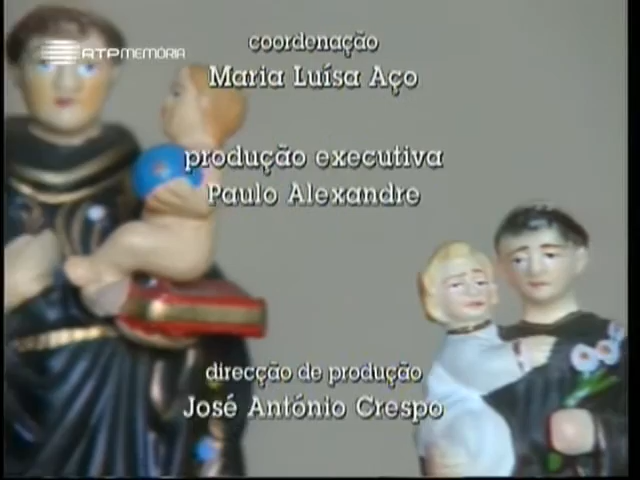 RTP MEMÓRIA
coordenação
Maria Luísa Aço
produção executiva
Paulo Alexandre
direcção de produção
José António Crespo